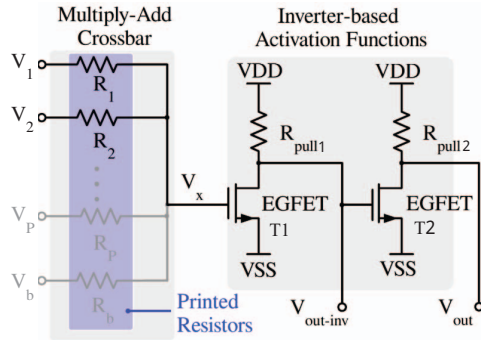 Multiply-Add
Crossbar
Inverter-based
Activation Functions
V1
R1
V2
R2
VP
RP
Vb
Rb
Vx
VDD
Rpull1
EGFET
T1
VSS
Vout-inv
VDD
Rpull2
EGFET
T2
VSS
Vout
Printed
Resistors